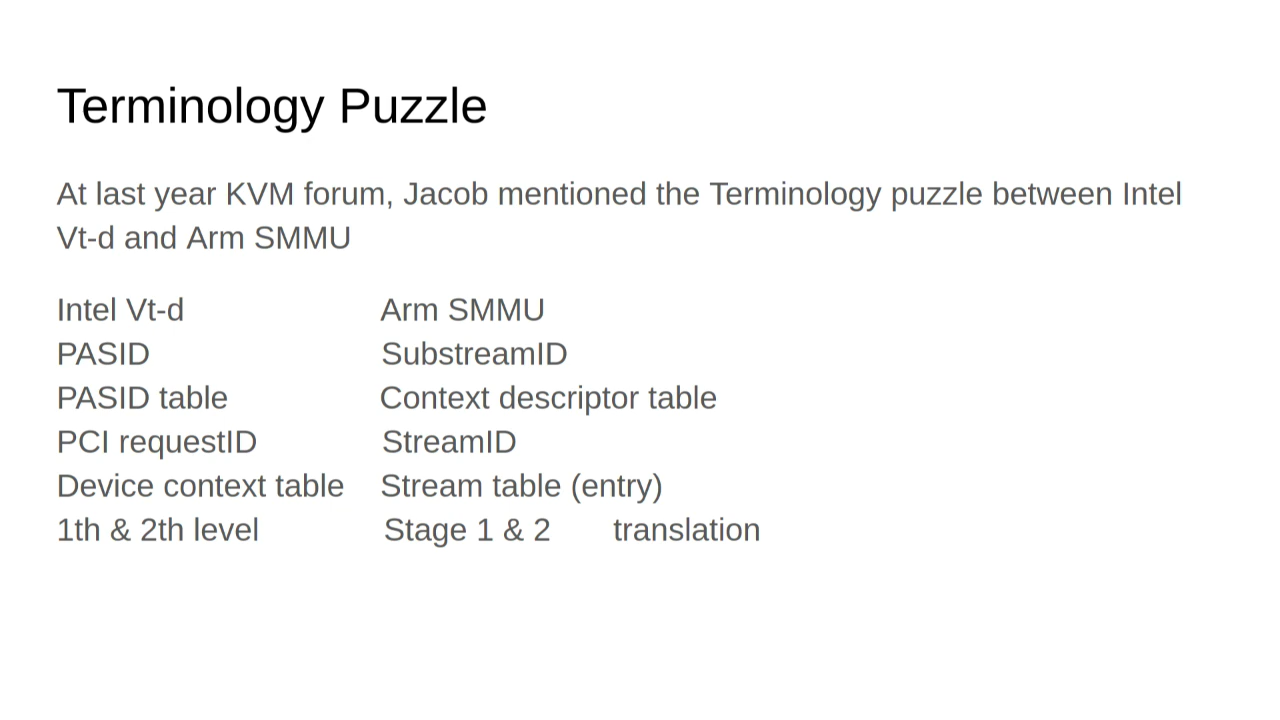 Terminology Puzzle
At last year KVM forum, Jacob mentioned the Terminology puzzle between Intel
Vt-d and Arm SMMU
Intel Vt-d Arm SMMU
PASID SubstreamID
PASID table Context descriptor table
PCI requestID StreamID
Device context table Stream table (entry)
1th & 2th level Stage 1 & 2 translation